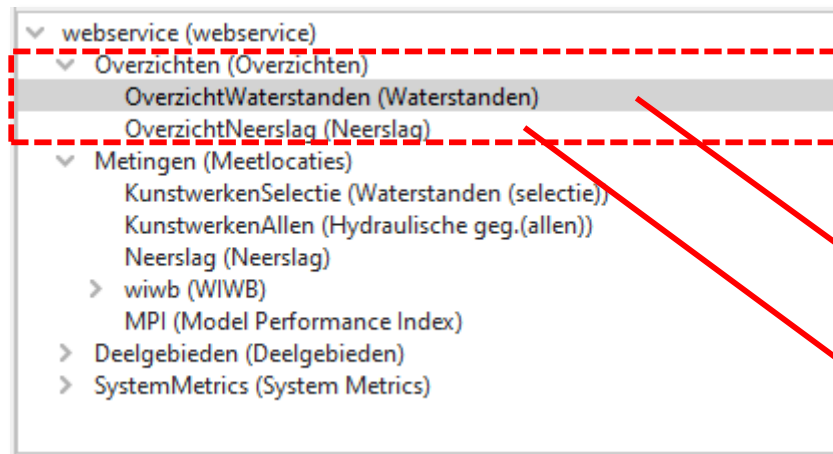 webservice (webservice)
Overzichten (Overzichten)
OverzichtWaterstanden (Waterstanden)
OverzichtNeerslag (Neerslag)
Metingen (Meetlocaties)
KunstwerkenSelectie (Waterstanden (selectie))
KunstwerkenAllen (Hydraulische geg.(allen))
Neerslag (Neerslag)
wiwb (WIWB)
MPI (Model Performance Index)
Deelgebieden (Deelgebieden)
SystemMetrics (System Metrics)